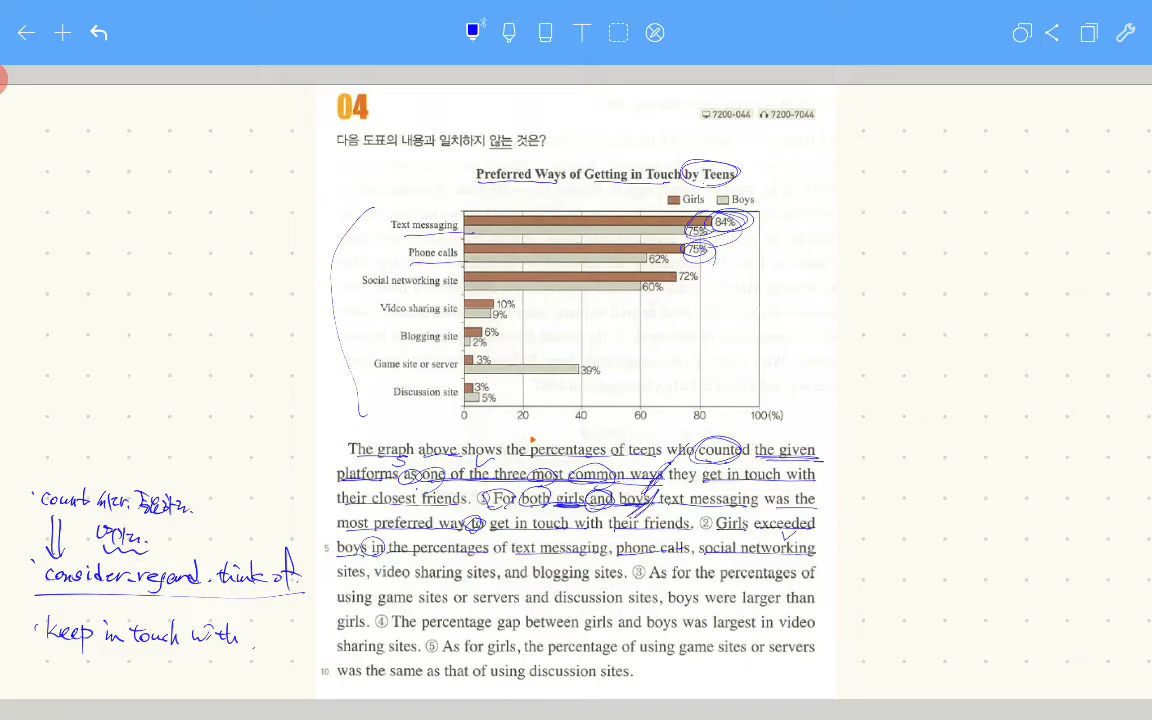 04
7200-044 7200-7044
다음 도표의 내용과 일치하지 않는 것은?
Preferred Ways of Getting in Touch by Teens
Girls Boys
Text messaging 84%
75%
Phone calls 75%
62%
Social networking site 72%
60%
Video sharing site 10%
9%
Blogging site 6%
2%
Game site or server 3%
39%
Discussion site 3%
5%
0 20 40 60 80 100(%)
The graph above shows the percentages of teens who counted the given
platforms as one of the three most common ways they get in touch with
their closest friends. ① For both girls and boys, text messaging was the
most preferred way to get in touch with their friends. ② Girls exceeded
5 boys in the percentages of text messaging, phone calls, social networking
sites, video sharing sites, and blogging sites. ③ As for the percentages of
using game sites or servers and discussion sites, boys were larger than
girls. ④ The percentage gap between girls and boys was largest in video
sharing sites. ⑤ As for girls, the percentage of using game sites or servers
10 was the same as that of using discussion sites.
count
consider. regard. think of.
keep in touch with